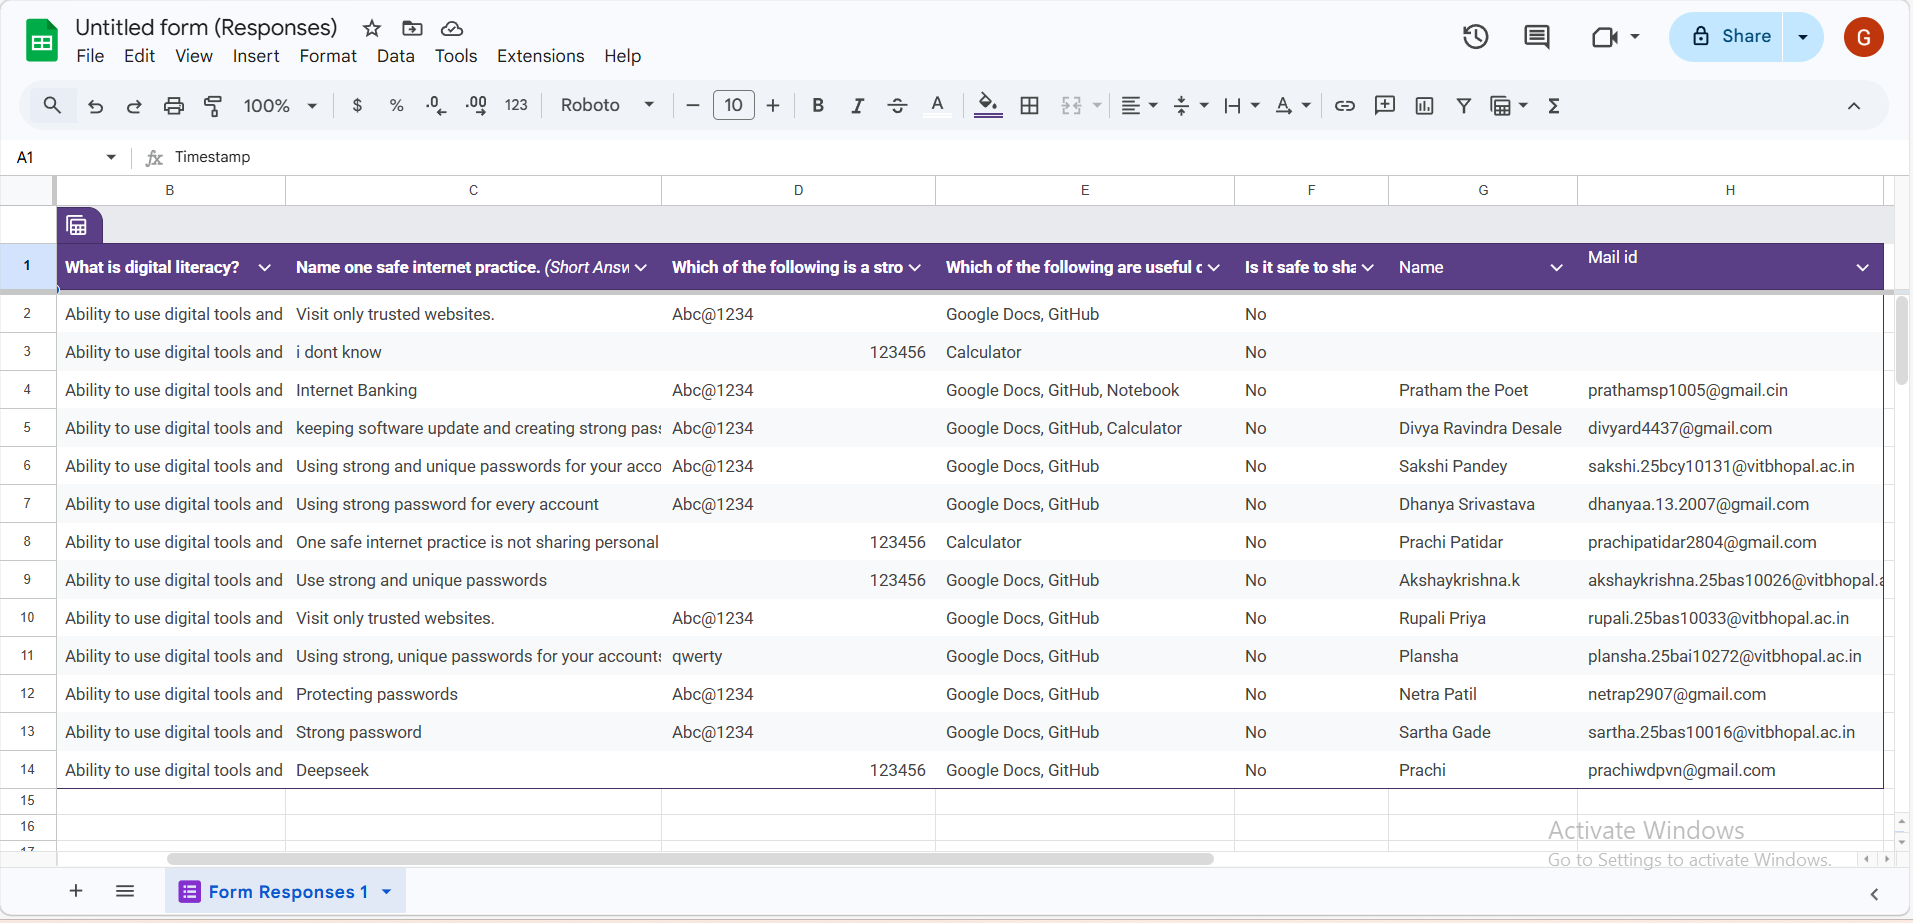 Untitled form (Responses)
File Edit View Insert Format Data Tools Extensions Help
Share
G
100% $ % .0 .00 123 Roboto 10 B I A
A1 fx Timestamp
B C D E F G H
1 What is digital literacy? Name one safe internet practice. (Short Answ Which of the following is a stro Which of the following are useful c Is it safe to sha Name Mail id
2 Ability to use digital tools and Visit only trusted websites. Abc@1234 Google Docs, GitHub No
3 Ability to use digital tools and i dont know 123456 Calculator No
4 Ability to use digital tools and Internet Banking Abc@1234 Google Docs, GitHub, Notebook No Pratham the Poet prathamsp1005@gmail.cin
5 Ability to use digital tools and keeping software update and creating strong pass Abc@1234 Google Docs, GitHub, Calculator No Divya Ravindra Desale divyard4437@gmail.com
6 Ability to use digital tools and Using strong and unique passwords for your acco Abc@1234 Google Docs, GitHub No Sakshi Pandey sakshi.25bcy10131@vitbhopal.ac.in
7 Ability to use digital tools and Using strong password for every account Abc@1234 Google Docs, GitHub No Dhanya Srivastava dhanyaa.13.2007@gmail.com
8 Ability to use digital tools and One safe internet practice is not sharing personal 123456 Calculator No Prachi Patidar prachipatidar2804@gmail.com
9 Ability to use digital tools and Use strong and unique passwords 123456 Google Docs, GitHub No Akshaykrishna.k akshaykrishna.25bas10026@vitbhopal.a
10 Ability to use digital tools and Visit only trusted websites. Abc@1234 Google Docs, GitHub No Rupali Priya rupali.25bas10033@vitbhopal.ac.in
11 Ability to use digital tools and Using strong, unique passwords for your accounts qwerty Google Docs, GitHub No Plansha plansha.25bai10272@vitbhopal.ac.in
12 Ability to use digital tools and Protecting passwords Abc@1234 Google Docs, GitHub No Netra Patil netrap2907@gmail.com
13 Ability to use digital tools and Strong password Abc@1234 Google Docs, GitHub No Sartha Gade sartha.25bas10016@vitbhopal.ac.in
14 Ability to use digital tools and Deepseek 123456 Google Docs, GitHub No Prachi prachiwdpvn@gmail.com
15
16
17
Activate Windows
Go to Settings to activate Windows.
Form Responses 1